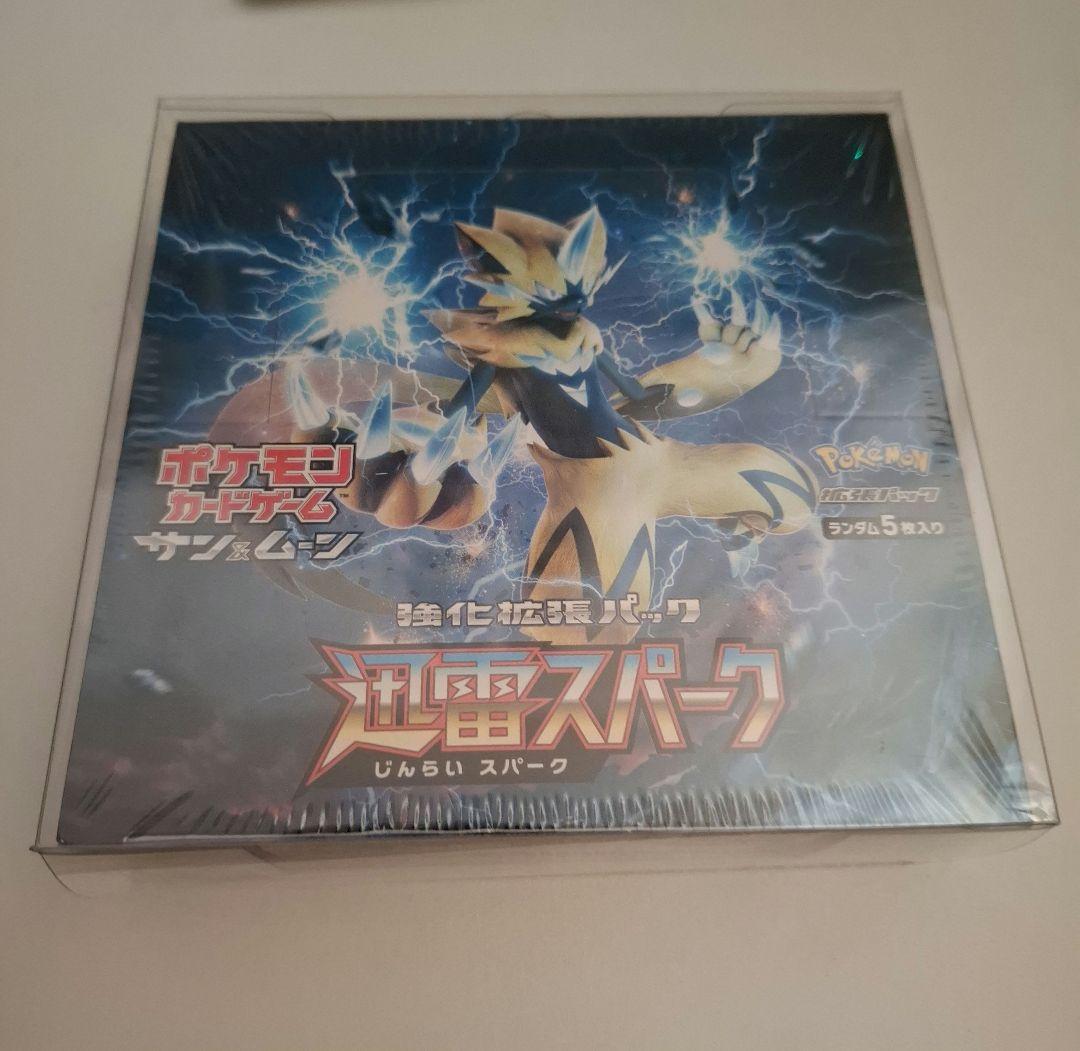 ポケモン
カードゲーム™
サン&ムーン
Pokémon
拡張パック
ランダム5枚入り
強化拡張パック
迅雷スパーク
じんらい スパーク